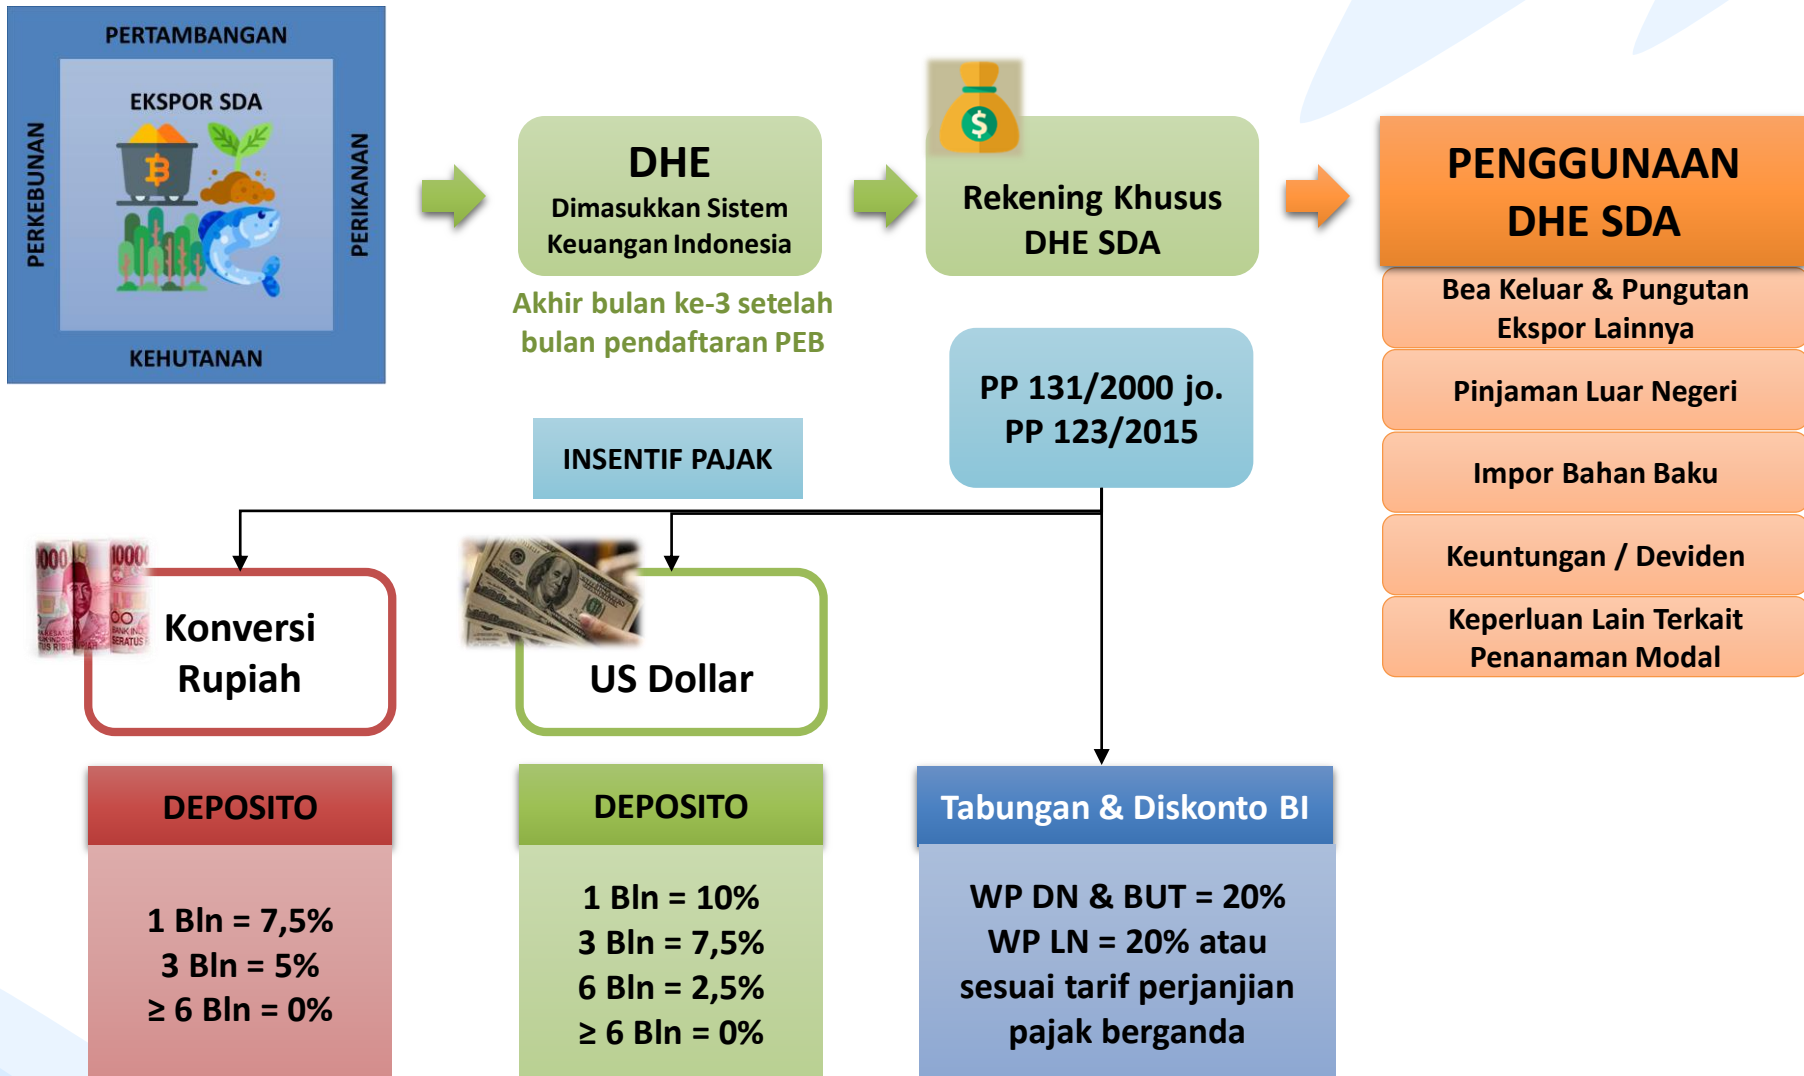 PERTAMBANGAN
EKSPOR SDA
PERKEBUNAN
PERIKANAN
KEHUTANAN
DHE
Dimasukkan Sistem
Keuangan Indonesia
Akhir bulan ke-3 setelah
bulan pendaftaran PEB
$
Rekening Khusus
DHE SDA
PENGGUNAAN
DHE SDA
Bea Keluar & Pungutan
Ekspor Lainnya
Pinjaman Luar Negeri
Impor Bahan Baku
Keuntungan / Deviden
Keperluan Lain Terkait
Penanaman Modal
PP 131/2000 jo.
PP 123/2015
INSENTIF PAJAK
Konversi
Rupiah
US Dollar
DEPOSITO
1 Bln = 7,5%
3 Bln = 5%
≥ 6 Bln = 0%
DEPOSITO
1 Bln = 10%
3 Bln = 7,5%
6 Bln = 2,5%
≥ 6 Bln = 0%
Tabungan & Diskonto BI
WP DN & BUT = 20%
WP LN = 20% atau
sesuai tarif perjanjian
pajak berganda